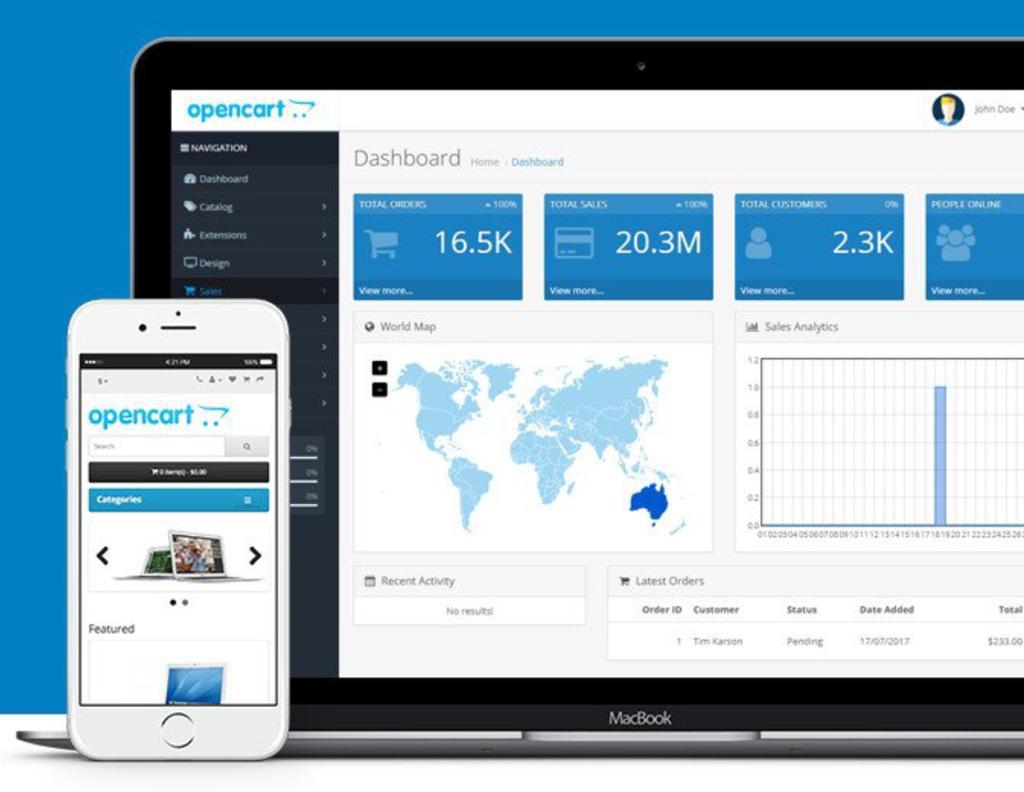 opencart
John Doe
NAVIGATION
Dashboard
Catalog
Extensions
Design
Sales
0%
0%
0%
Dashboard Home › Dashboard
TOTAL ORDERS 100%
16.5K
View more...
TOTAL SALES 100%
20.3M
View more...
TOTAL CUSTOMERS 0%
2.3K
View more...
PEOPLE ONLINE
View more...
World Map
+
-
Sales Analytics
1.2
1.0
0.8
0.6
0.4
0.2
0.0
01 02 03 04 05 06 07 08 09 10 11 12 13 14 15 16 17 18 19 20 21 22 23 24 25 26
Recent Activity
No results!
Latest Orders
Order ID Customer Status Date Added Total
1 Tim Karson Pending 17/07/2017 $233.00
MacBook
4:21 PM 100%
$
opencart
Search
0 item(s) - $0.00
Categories
Featured